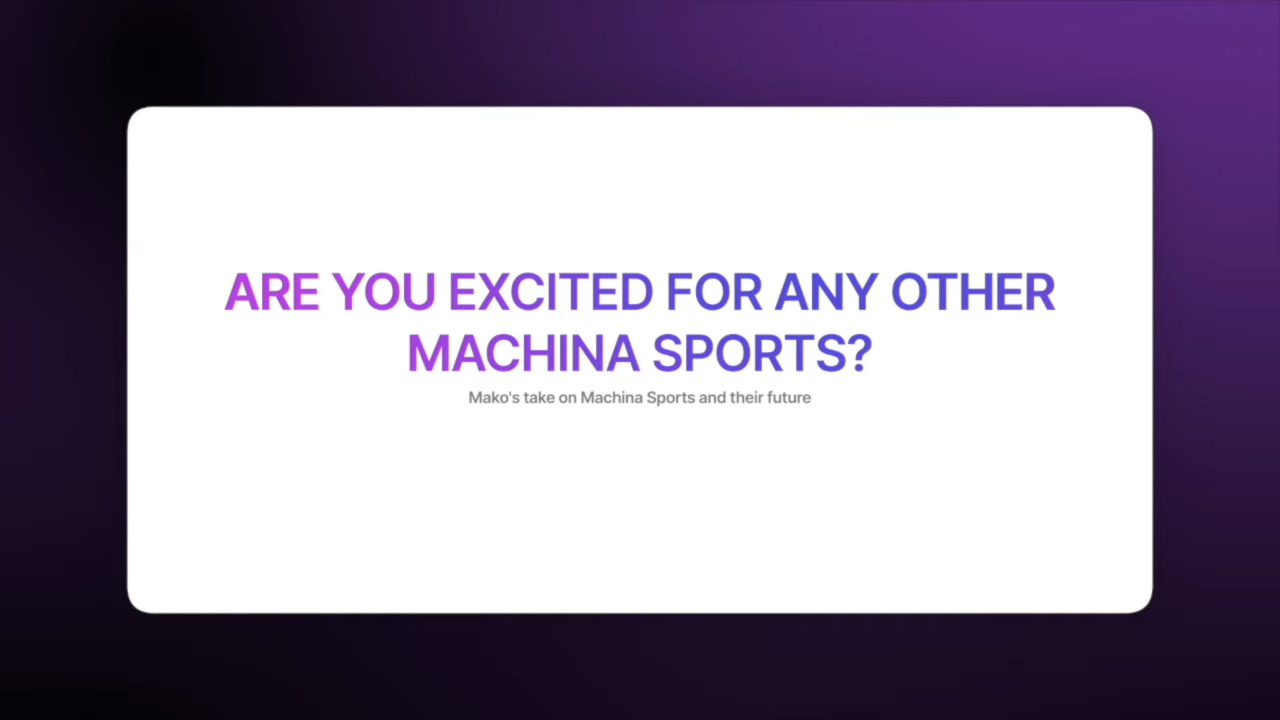 ARE YOU EXCITED FOR ANY OTHER
MACHINA SPORTS?
Mako's take on Machina Sports and their future